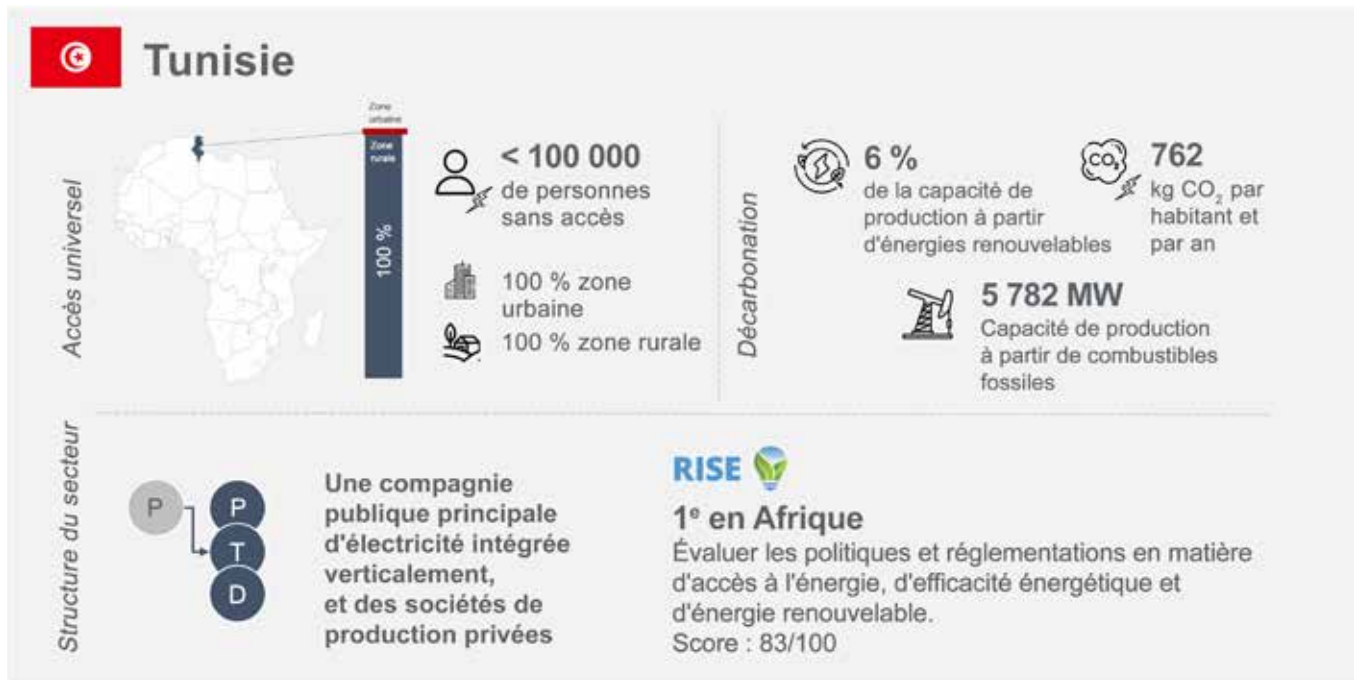 Tunisie
Accès universel
Zone
urbaine
Zone
rurale
100 %
< 100 000
de personnes
sans accès
100 % zone
urbaine
100 % zone rurale
Décarbonation
6 %
de la capacité de
production à partir
d'énergies renouvelables
CO₂
762
kg CO₂ par
habitant et
par an
5 782 MW
Capacité de production
à partir de combustibles
fossiles
Structure du secteur
P
P
T
D
Une compagnie
publique principale
d'électricité intégrée
verticalement,
et des sociétés de
production privées
RISE
1ᵉ en Afrique
Évaluer les politiques et réglementations en matière
d'accès à l'énergie, d'efficacité énergétique et
d'énergie renouvelable.
Score : 83/100